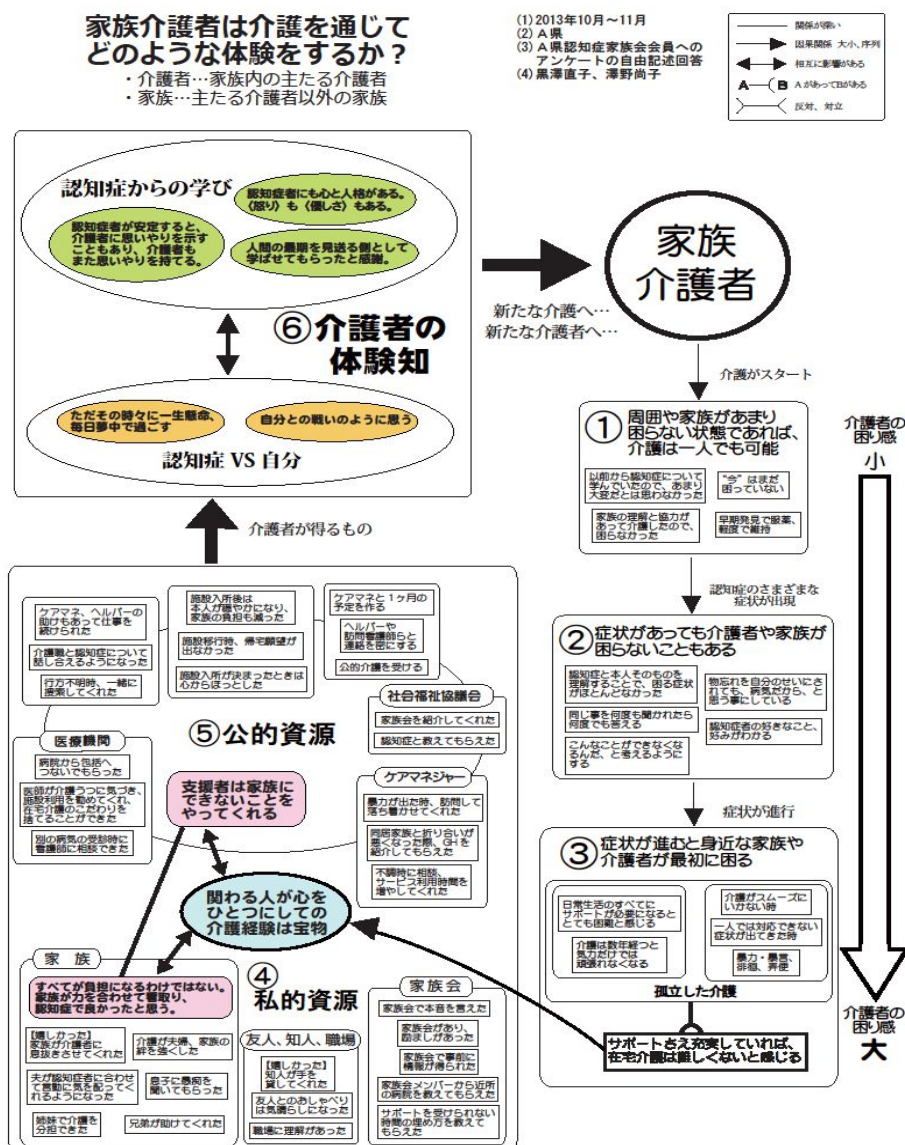 家族介護者は介護を通じて
どのような体験をするか？
・介護者…家族内の主たる介護者
・家族…主たる介護者以外の家族
(1)2013年10月〜11月
(2)A県
(3)A県認知症家族会会員への
アンケートの自由記述回答
(4)黒澤直子、澤野尚子
関係が深い
因果関係 大小、序列
相互に影響がある
A B AがあってBがある
反対、対立
認知症からの学び
認知症者にも心と人格がある。
〈怒り〉も〈優しさ〉もある。
認知症者が安定すると、
介護者に思いやりを示す
こともあり、介護者も
また思いやりを持てる。
人間の最期を見送る側として
学ばせてもらったと感謝。
⑥介護者の
体験知
ただその時々に一生懸命、
毎日夢中で過ごす
自分との戦いのように思う
認知症 VS 自分
家族
介護者
新たな介護へ…
新たな介護者へ…
介護がスタート
①周囲や家族があまり
困らない状態であれば、
介護は一人でも可能
以前から認知症について
学んでいたので、あまり
大変だとは思わなかった
"今"はまだ
困っていない
家族の理解と協力が
あって介護したので、
困らなかった
早期発見で服薬、
軽度で維持
介護者の
困り感
小
認知症のさまざまな
症状が出現
②症状があっても介護者や家族が
困らないこともある
認知症と本人そのものを
理解することで、困る症状
がほとんどなかった
物忘れを自分のせいにさ
れても、病気だから、と
思う事にしている
同じ事を何度も聞かれたら
何度でも答える
認知症者の好きなこと、
好みがわかる
こんなことができなくな
るんだ、と考えるように
する
症状が進行
③症状が進むと身近な家族や
介護者が最初に困る
日常生活のすべてに
サポートが必要になると
とても困難と感じる
介護は数年経つと
気力だけでは
頑張れなくなる
介護がスムーズに
いかない時
一人では対応できない
症状が出てきた時
暴力・暴言、
徘徊、弄便
孤立した介護
サポートさえ充実していれば、
在宅介護は難しくないと感じる
介護者の
困り感
大
介護者が得るもの
ケアマネ、ヘルパーの
助けもあって仕事を
続けられた
介護職と認知症について
話し合えるようになった
行方不明時、一緒に
捜索してくれた
施設入所後は
本人が穏やかになり、
家族の負担も減った
施設移行時、帰宅願望が
出なかった
施設入所が決まったときは
心からほっとした
ケアマネと1ヶ月の
予定を作る
ヘルパーや
訪問看護師らと
連絡を密にする
公的介護を受ける
社会福祉協議会
家族会を紹介してくれた
認知症と教えてもらえた
⑤公的資源
医療機関
病院から包括へ
つないでもらった
医師が介護うつに気づき、
施設利用を勧めてくれ、
在宅介護のこだわりを
捨てることができた
別の病気の受診時に
看護師に相談できた
支援者は家族に
できないことを
やってくれる
ケアマネジャー
暴力が出た時、訪問して
落ち着かせてくれた
同居家族と折り合いが
悪くなった際、GHを
紹介してもらえた
不調時に相談、
サービス利用時間を
増やしてくれた
関わる人が心を
ひとつにしての
介護経験は宝物
④
私的資源
家族
すべてが負担になるわけではない。
家族が力を合わせて看取り、
認知症で良かったと思う。
【嬉しかった】
家族が介護者に
息抜きさせてくれた
介護が夫婦、家族の
絆を強くした
夫が認知症者に合わせ
て言動に気を配ってく
れるようになった
息子に愚痴を
聞いてもらった
姉妹で介護を
分担できた
兄弟が助けてくれた
友人、知人、職場
【嬉しかった】
知人が手を
貸してくれた
友人とのおしゃべり
は気晴らしになった
職場に理解があった
家族会
家族会で本音を言えた
家族会があり、
励ましがあった
家族会で事前に
情報が得られた
家族会メンバーから近所
の病院を教えてもらえた
サポートを受けられない
時間の埋め方を教えて
もらえた